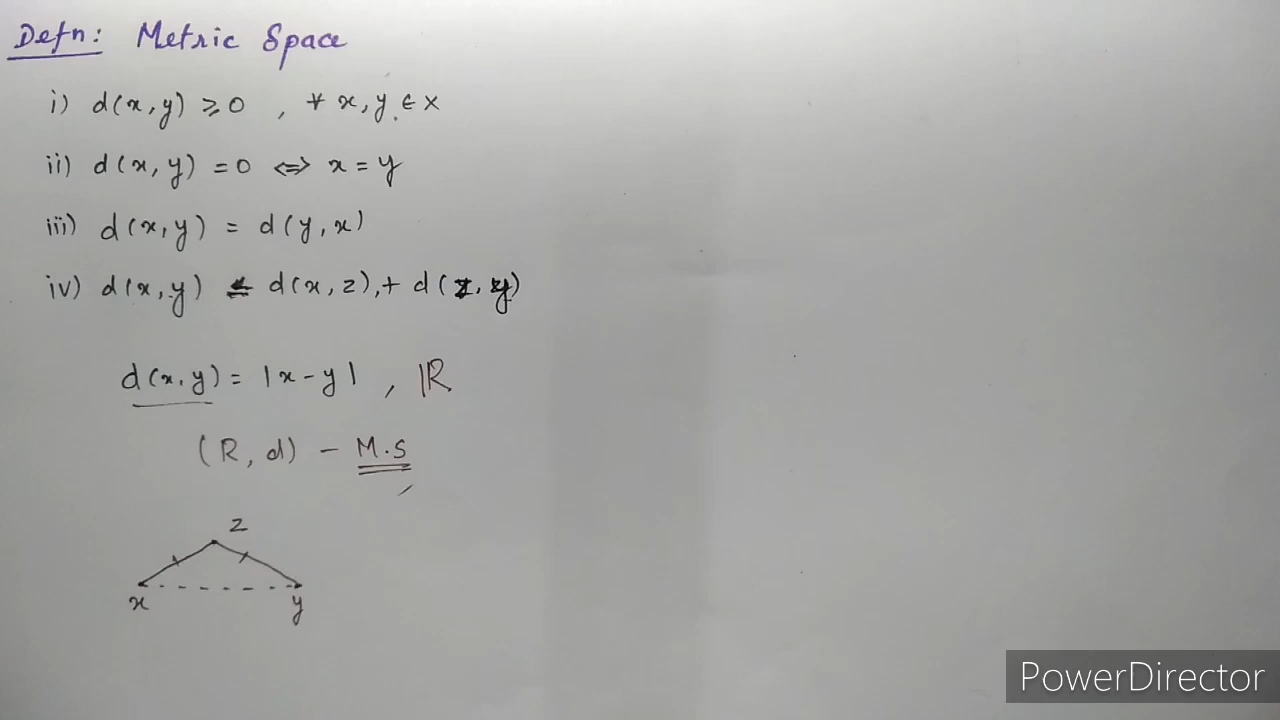 Defn: Metric Space
i) d(x,y) ≥ 0 , ∀ x, y ∈ X
ii) d(x,y) = 0 ⇔ x = y
iii) d(x,y) = d(y,x)
iv) d(x,y) ≤ d(x,z) + d(z,y)
d(x,y) = |x-y| , ℝ
(R, d) - M.S
z
x y
PowerDirector